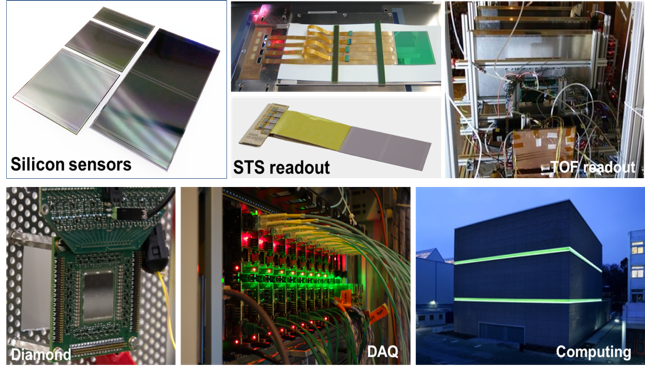 Silicon sensors
STS readout
TOF readout
Diamond
DAQ
Computing